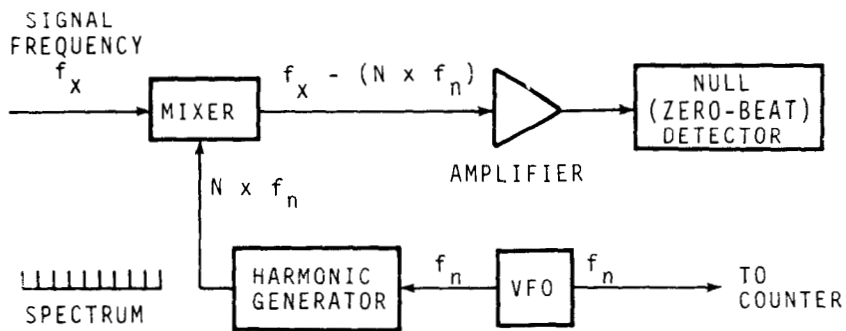 SIGNAL
FREQUENCY
f_x
MIXER
f_x - (N x f_n)
NULL
(ZERO-BEAT)
DETECTOR
AMPLIFIER
N x f_n
HARMONIC
GENERATOR
f_n
VFO
f_n
TO
COUNTER
SPECTRUM